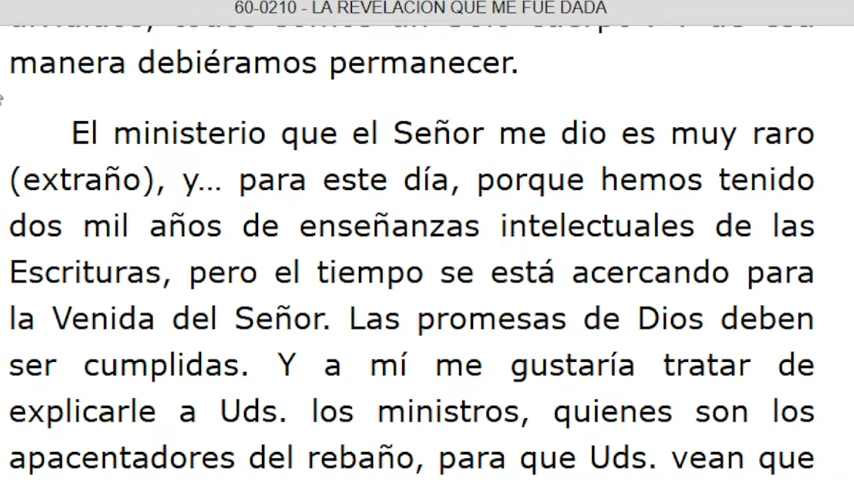 60-0210 - LA REVELACION QUE ME FUE DADA
manera debiéramos permanecer.
El ministerio que el Señor me dio es muy raro
(extraño), y... para este día, porque hemos tenido
dos mil años de enseñanzas intelectuales de las
Escrituras, pero el tiempo se está acercando para
la Venida del Señor. Las promesas de Dios deben
ser cumplidas. Y a mí me gustaría tratar de
explicarle a Uds. los ministros, quienes son los
apacentadores del rebaño, para que Uds. vean que